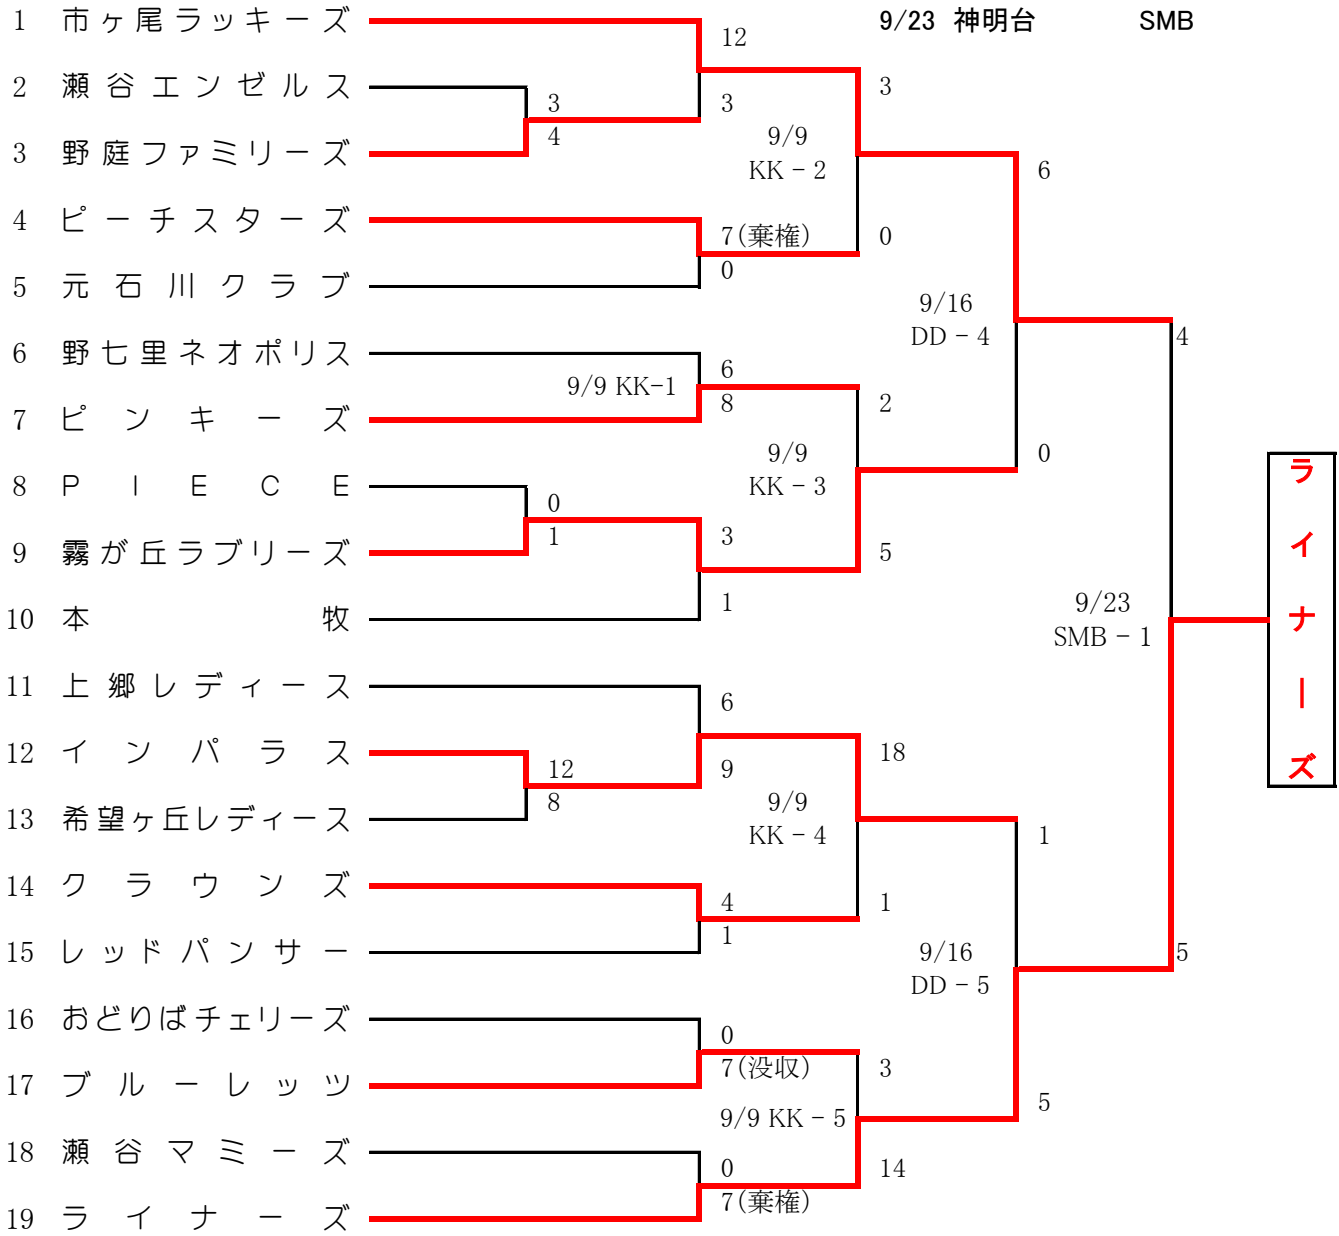 1 市ヶ尾ラッキーズ 12 9/23 神明台 SMB
2 瀬谷エンゼルス 3 3 3
3 野庭ファミリーズ 4 9/9
KK - 2 6
4 ピーチスターズ 7(棄権) 0
5 元石川クラブ 0 9/16
DD - 4 4
6 野七里ネオポリス 6
9/9 KK-1
7 ピンキーズ 8 2
9/9 0
KK - 3
8 PIECE 0
9 霧が丘ラブリーズ 1 3 5
10 本牧 1 9/23
SMB - 1
11 上郷レディース 6
12 インパラス 12 9 18
13 希望ヶ丘レディース 8 9/9
KK - 4 1
14 クラウンズ 4 1
15 レッドパンサー 1 9/16 5
DD - 5
16 おどりばチェリーズ 0
17 ブルーレッツ 7(没収) 3
9/9 KK - 5 5
18 瀬谷マミーズ 0 14
19 ライナーズ 7(棄権)
ライナーズ